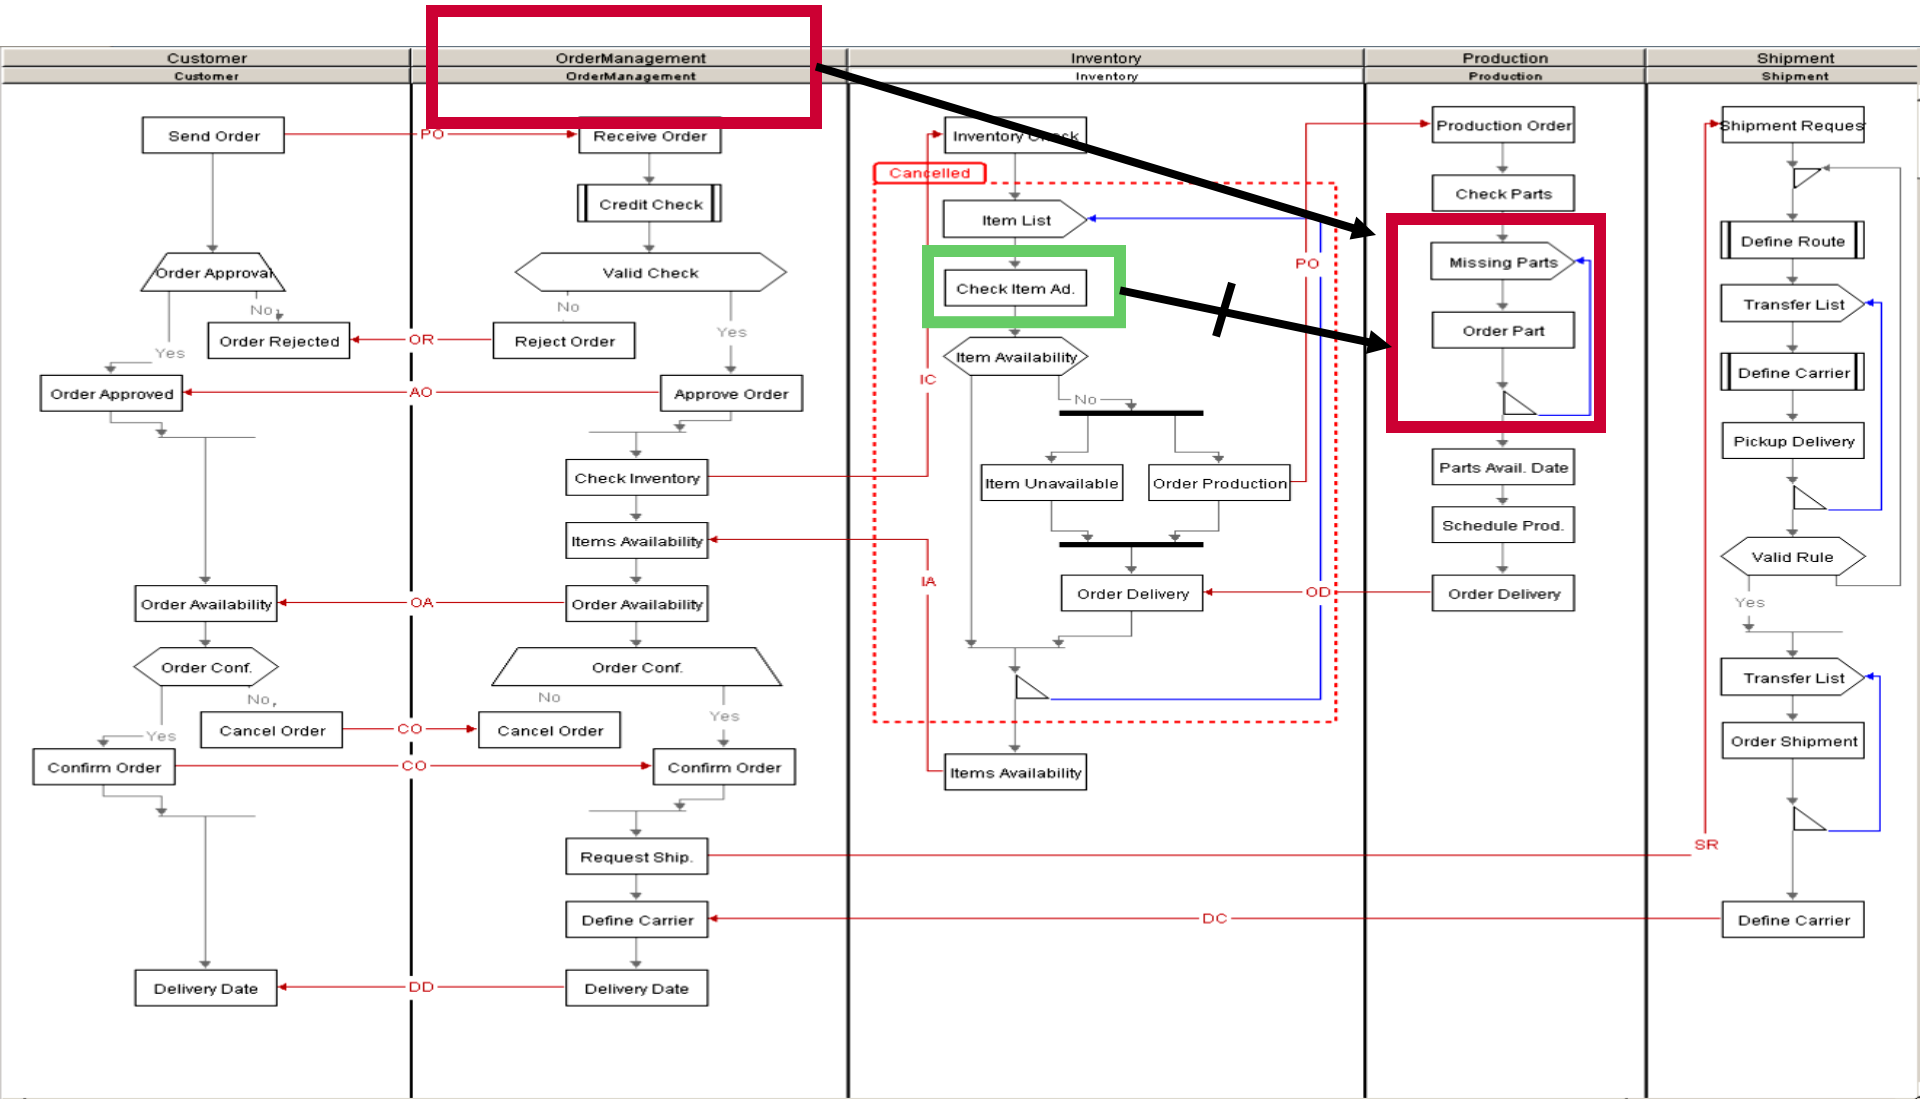 Customer
Customer
Send Order
Order Approval
No
Yes
Order Rejected
Order Approved
Order Availability
Order Conf.
No
Yes
Cancel Order
Confirm Order
Delivery Date
PO
OR
AO
OA
CO
CO
DD
OrderManagement
OrderManagement
Receive Order
Credit Check
Valid Check
No
Yes
Reject Order
Approve Order
Check Inventory
Items Availability
Order Availability
Order Conf.
No
Yes
Cancel Order
Confirm Order
Request Ship.
Define Carrier
Delivery Date
Inventory
Inventory
Inventory Check
Cancelled
Item List
Check Item Ad.
Item Availability
No
Item Unavailable
Order Production
Order Delivery
Items Availability
IC
IA
PO
OD
DC
Production
Production
Production Order
Check Parts
Missing Parts
Order Part
Parts Avail. Date
Schedule Prod.
Order Delivery
Shipment
Shipment
Shipment Reques
Define Route
Transfer List
Define Carrier
Pickup Delivery
Valid Rule
Yes
Transfer List
Order Shipment
SR
Define Carrier